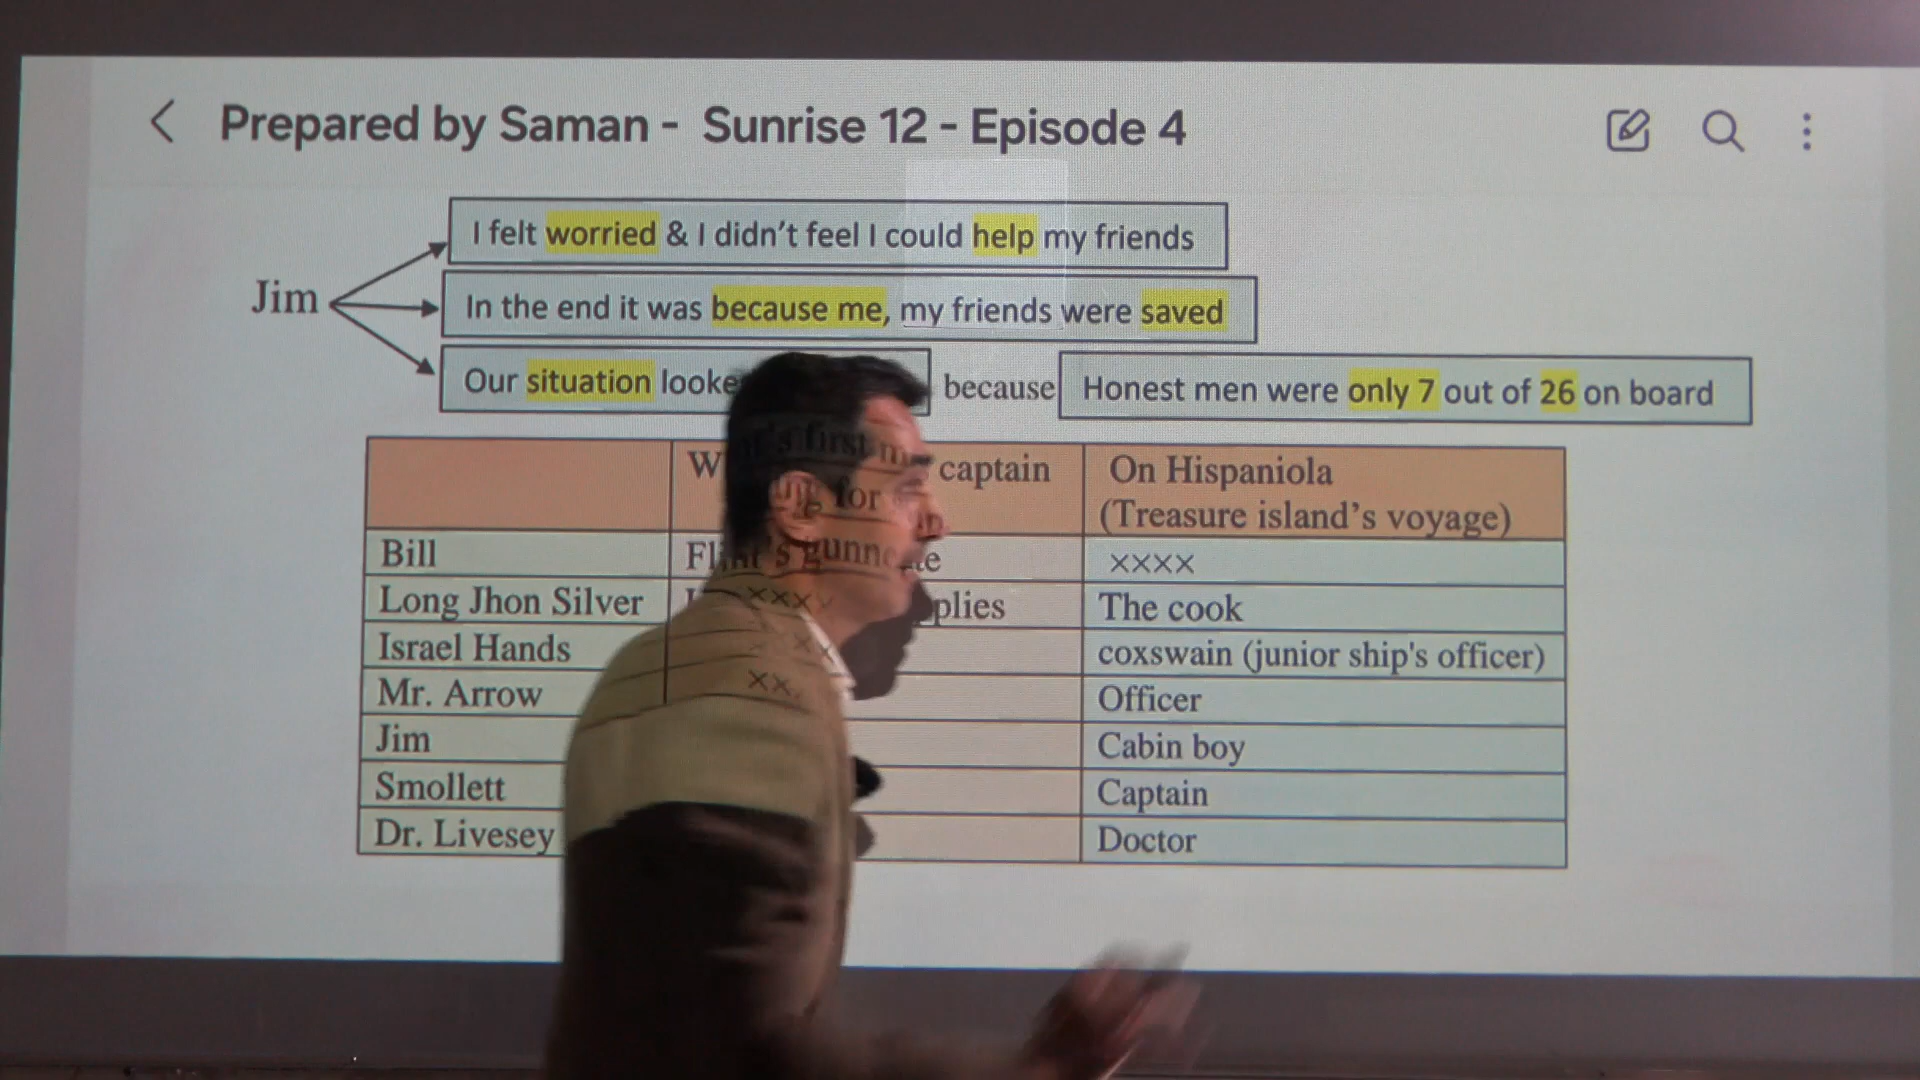 Prepared by Saman - Sunrise 12 - Episode 4
I felt worried & I didn't feel I could help my friends
Jim
In the end it was because me, my friends were saved
Our situation because Honest men were only 7 out of 26 on board
captain On Hispaniola
for (Treasure island's voyage)
Bill xxxx
Long Jhon Silver The cook
Israel Hands coxswain (junior ship's officer)
Mr. Arrow Officer
Jim Cabin boy
Smollett Captain
Dr. Livesey Doctor